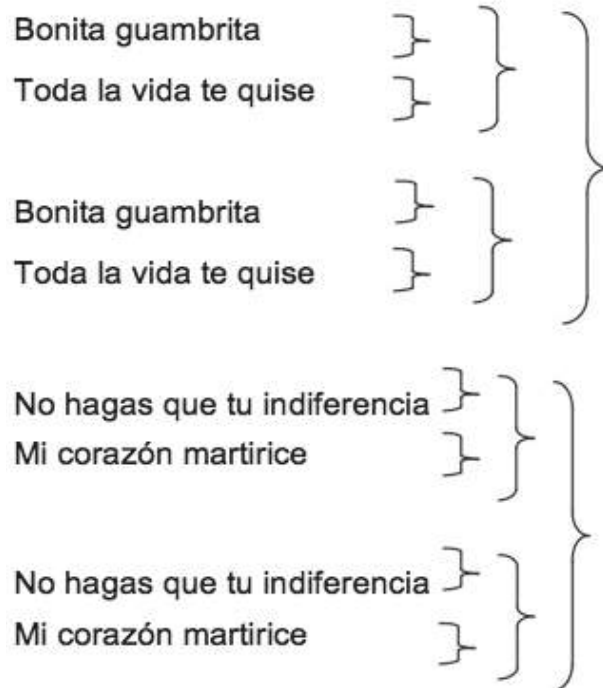 Bonita guambrita
Toda la vida te quise
Bonita guambrita
Toda la vida te quise
No hagas que tu indiferencia
Mi corazón martirice
No hagas que tu indiferencia
Mi corazón martirice